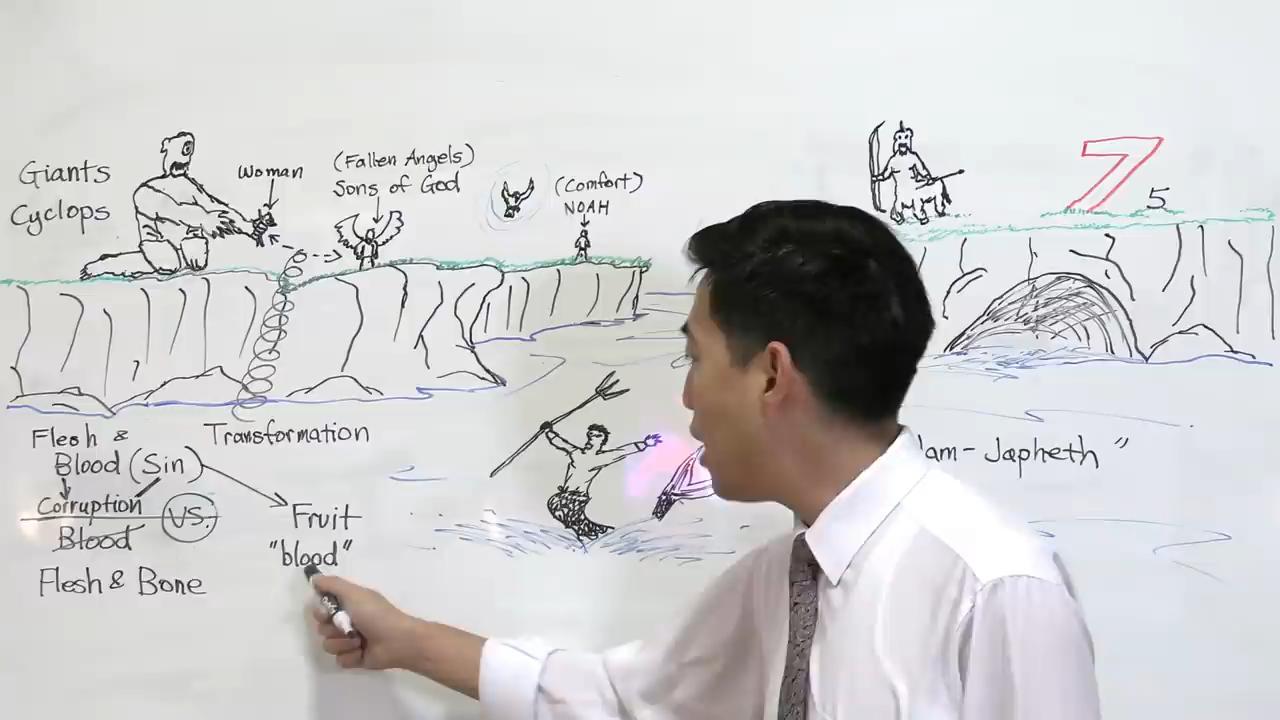 Giants
Cyclops
Woman
(Fallen Angels)
Sons of God
(Comfort)
NOAH
7
5
Flesh &
Blood (Sin)
Corruption
Blood
VS.
Flesh & Bone
Transformation
Fruit
"blood"
Japheth"